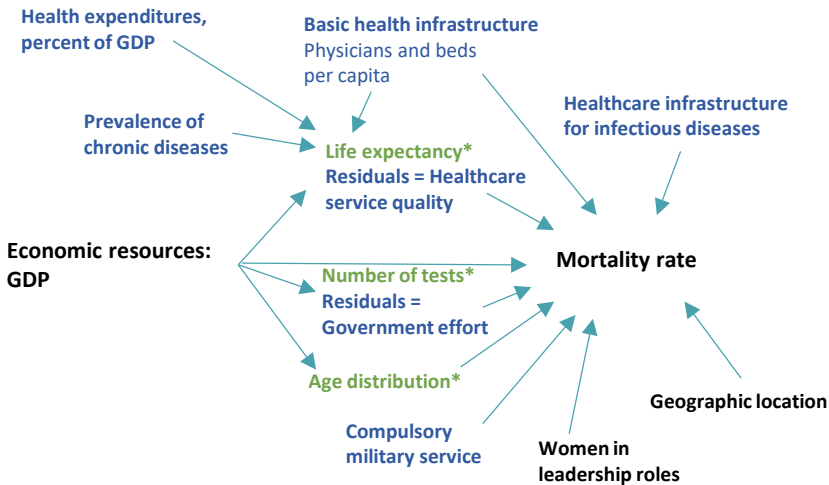 Health expenditures,
percent of GDP
Basic health infrastructure
Physicians and beds
per capita
Healthcare infrastructure
for infectious diseases
Prevalence of
chronic diseases
Life expectancy*
Residuals = Healthcare
service quality
Economic resources:
GDP
Mortality rate
Number of tests*
Residuals =
Government effort
Age distribution*
Geographic location
Compulsory
military service
Women in
leadership roles